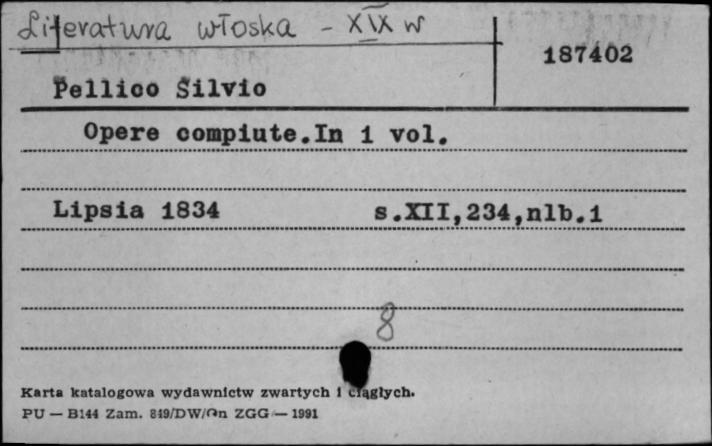 Literatura włoska - XIX w
187402
Pellico Silvio
Opere compiute.In 1 vol.
Lipsia 1834 s.XII,234,nlb.1
8
Karta katalogowa wydawnictw zwartych i ciągłych.
PU — B144 Zam. 849/DW/On ZGG — 1991